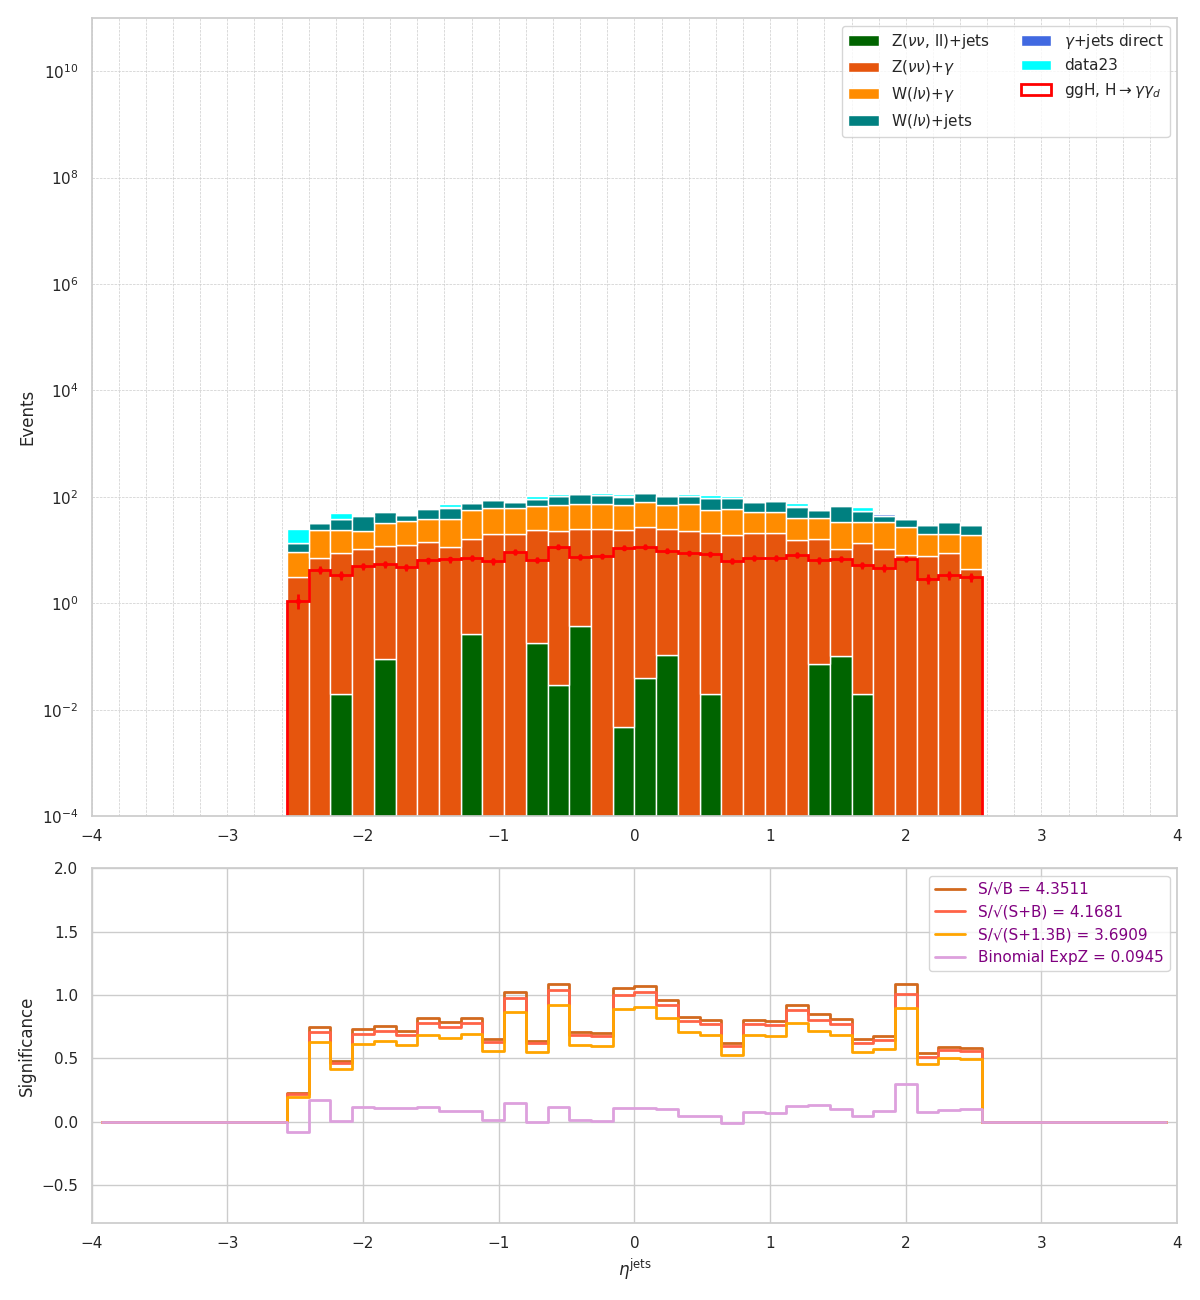 Z(νν, ll)+jets
Z(νν)+γ
W(lν)+γ
W(lν)+jets
γ+jets direct
data23
ggH, H→γγ_d
10^10
10^8
10^6
10^4
10^2
10^0
10^−2
10^−4
Events
−4 −3 −2 −1 0 1 2 3 4
S/√B = 4.3511
S/√(S+B) = 4.1681
S/√(S+1.3B) = 3.6909
Binomial ExpZ = 0.0945
2.0
1.5
1.0
0.5
0.0
−0.5
Significance
−4 −3 −2 −1 0 1 2 3 4
η^jets